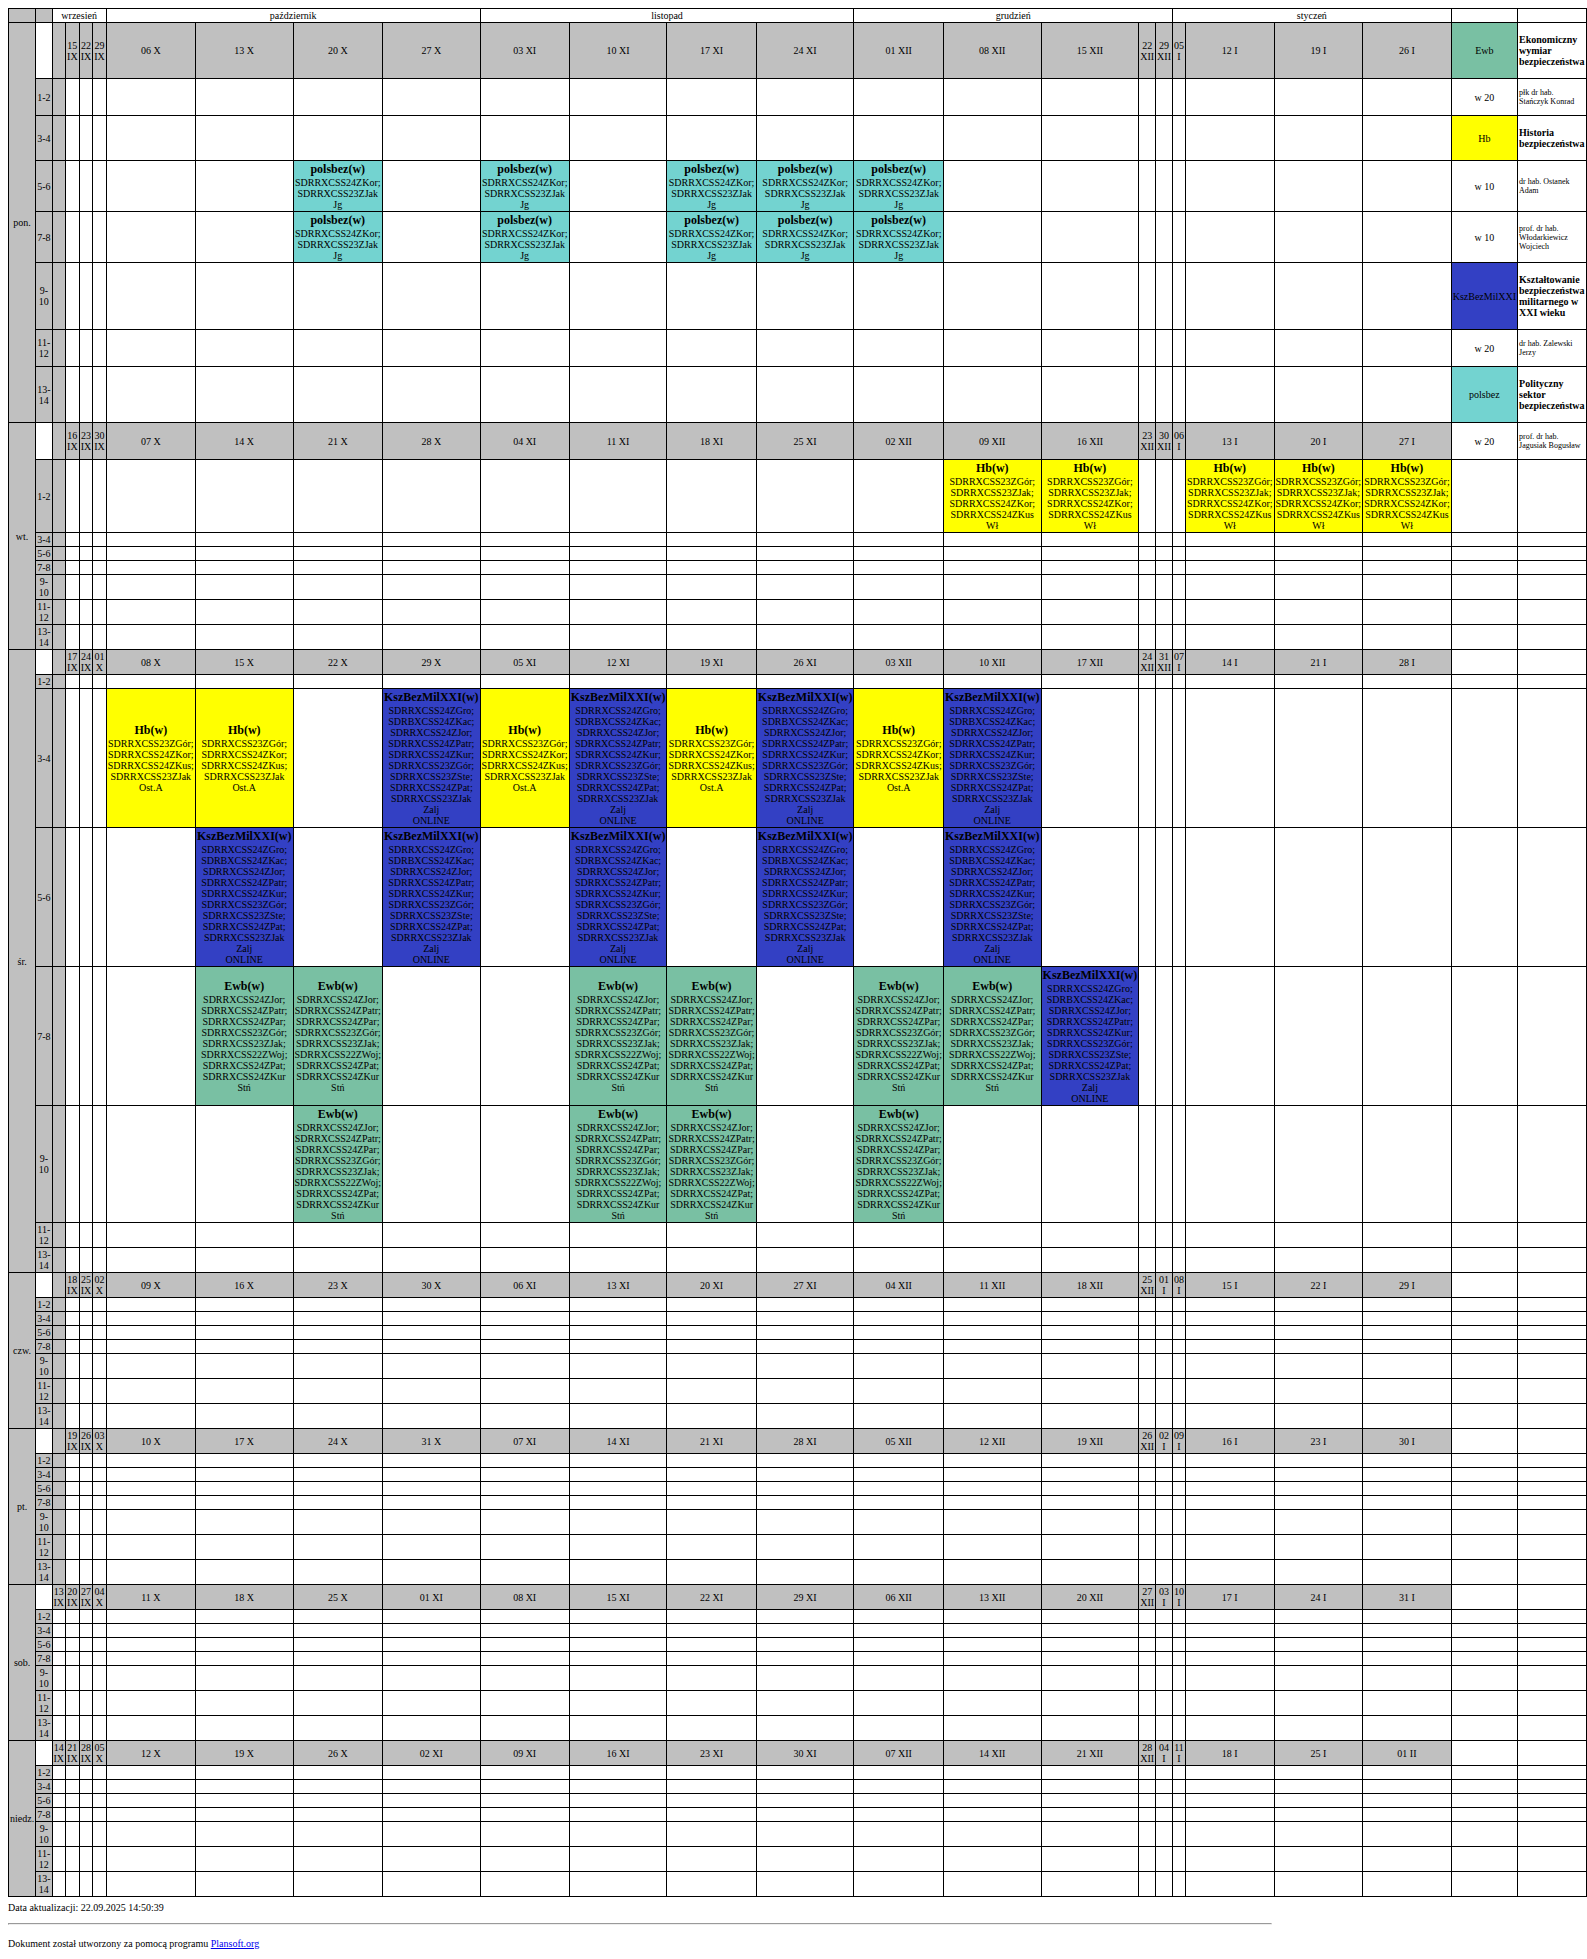 wrzesień październik listopad grudzień styczeń
pon. 15 IX 22 IX 29 IX 06 X 13 X 20 X 27 X 03 XI 10 XI 17 XI 24 XI 01 XII 08 XII 15 XII 22 XII 29 XII 05 I 12 I 19 I 26 I Ewb Ekonomiczny wymiar bezpieczeństwa
1-2 w 20 płk dr hab. Stańczyk Konrad
3-4 Hb Historia bezpieczeństwa
5-6 w 10 dr hab. Ostanek Adam
polsbez(w) polsbez(w) polsbez(w) polsbez(w) polsbez(w)
SDRRXCSS24ZKor; SDRRXCSS24ZKor; SDRRXCSS24ZKor; SDRRXCSS24ZKor; SDRRXCSS24ZKor;
SDRRXCSS23ZJak SDRRXCSS23ZJak SDRRXCSS23ZJak SDRRXCSS23ZJak SDRRXCSS23ZJak
Jg Jg Jg Jg Jg
7-8 w 10 prof. dr hab. Włodarkiewicz Wojciech
polsbez(w) polsbez(w) polsbez(w) polsbez(w) polsbez(w)
SDRRXCSS24ZKor; SDRRXCSS24ZKor; SDRRXCSS24ZKor; SDRRXCSS24ZKor; SDRRXCSS24ZKor;
SDRRXCSS23ZJak SDRRXCSS23ZJak SDRRXCSS23ZJak SDRRXCSS23ZJak SDRRXCSS23ZJak
Jg Jg Jg Jg Jg
9-10 KszBezMilXXI Kształtowanie bezpieczeństwa militarnego w XXI wieku
11-12 w 20 dr hab. Zalewski Jerzy
13-14 polsbez Polityczny sektor bezpieczeństwa
wt. 16 IX 23 IX 30 IX 07 X 14 X 21 X 28 X 04 XI 11 XI 18 XI 25 XI 02 XII 09 XII 16 XII 23 XII 30 XII 06 I 13 I 20 I 27 I w 20 prof. dr hab. Jagusiak Bogusław
1-2
Hb(w) Hb(w) Hb(w) Hb(w) Hb(w)
SDRRXCSS23ZGór; SDRRXCSS23ZGór; SDRRXCSS23ZGór; SDRRXCSS23ZGór; SDRRXCSS23ZGór;
SDRRXCSS23ZJak; SDRRXCSS23ZJak; SDRRXCSS23ZJak; SDRRXCSS23ZJak; SDRRXCSS23ZJak;
SDRRXCSS24ZKor; SDRRXCSS24ZKor; SDRRXCSS24ZKor; SDRRXCSS24ZKor; SDRRXCSS24ZKor;
SDRRXCSS24ZKus SDRRXCSS24ZKus SDRRXCSS24ZKus SDRRXCSS24ZKus SDRRXCSS24ZKus
Wł Wł Wł Wł Wł
3-4
5-6
7-8
9-10
11-12
13-14
śr. 17 IX 24 IX 01 X 08 X 15 X 22 X 29 X 05 XI 12 XI 19 XI 26 XI 03 XII 10 XII 17 XII 24 XII 31 XII 07 I 14 I 21 I 28 I
1-2
3-4
Hb(w) Hb(w) KszBezMilXXI(w) Hb(w) KszBezMilXXI(w) Hb(w) KszBezMilXXI(w) Hb(w) KszBezMilXXI(w)
SDRRXCSS23ZGór; SDRRXCSS23ZGór; SDRRXCSS24ZGro; SDRRXCSS23ZGór; SDRRXCSS24ZGro; SDRRXCSS23ZGór; SDRRXCSS24ZGro; SDRRXCSS23ZGór; SDRRXCSS24ZGro;
SDRRXCSS24ZKor; SDRRXCSS24ZKor; SDRBXCSS24ZKac; SDRRXCSS24ZKor; SDRBXCSS24ZKac; SDRRXCSS24ZKor; SDRBXCSS24ZKac; SDRRXCSS24ZKor; SDRBXCSS24ZKac;
SDRRXCSS24ZKus; SDRRXCSS24ZKus; SDRRXCSS24ZJor; SDRRXCSS24ZKus; SDRRXCSS24ZJor; SDRRXCSS24ZKus; SDRRXCSS24ZJor; SDRRXCSS24ZKus; SDRRXCSS24ZJor;
SDRRXCSS23ZJak SDRRXCSS23ZJak SDRRXCSS24ZPatr; SDRRXCSS23ZJak SDRRXCSS24ZPatr; SDRRXCSS23ZJak SDRRXCSS24ZPatr; SDRRXCSS23ZJak SDRRXCSS24ZPatr;
Ost.A Ost.A SDRRXCSS24ZKur; Ost.A SDRRXCSS24ZKur; Ost.A SDRRXCSS24ZKur; Ost.A SDRRXCSS24ZKur;
SDRRXCSS23ZGór; SDRRXCSS23ZGór; SDRRXCSS23ZGór; SDRRXCSS23ZGór;
SDRRXCSS23ZSte; SDRRXCSS23ZSte; SDRRXCSS23ZSte; SDRRXCSS23ZSte;
SDRRXCSS24ZPat; SDRRXCSS24ZPat; SDRRXCSS24ZPat; SDRRXCSS24ZPat;
SDRRXCSS23ZJak SDRRXCSS23ZJak SDRRXCSS23ZJak SDRRXCSS23ZJak
Zalj Zalj Zalj Zalj
ONLINE ONLINE ONLINE ONLINE
5-6
KszBezMilXXI(w) KszBezMilXXI(w) KszBezMilXXI(w) KszBezMilXXI(w) KszBezMilXXI(w)
SDRRXCSS24ZGro; SDRRXCSS24ZGro; SDRRXCSS24ZGro; SDRRXCSS24ZGro; SDRRXCSS24ZGro;
SDRBXCSS24ZKac; SDRBXCSS24ZKac; SDRBXCSS24ZKac; SDRBXCSS24ZKac; SDRBXCSS24ZKac;
SDRRXCSS24ZJor; SDRRXCSS24ZJor; SDRRXCSS24ZJor; SDRRXCSS24ZJor; SDRRXCSS24ZJor;
SDRRXCSS24ZPatr; SDRRXCSS24ZPatr; SDRRXCSS24ZPatr; SDRRXCSS24ZPatr; SDRRXCSS24ZPatr;
SDRRXCSS24ZKur; SDRRXCSS24ZKur; SDRRXCSS24ZKur; SDRRXCSS24ZKur; SDRRXCSS24ZKur;
SDRRXCSS23ZGór; SDRRXCSS23ZGór; SDRRXCSS23ZGór; SDRRXCSS23ZGór; SDRRXCSS23ZGór;
SDRRXCSS23ZSte; SDRRXCSS23ZSte; SDRRXCSS23ZSte; SDRRXCSS23ZSte; SDRRXCSS23ZSte;
SDRRXCSS24ZPat; SDRRXCSS24ZPat; SDRRXCSS24ZPat; SDRRXCSS24ZPat; SDRRXCSS24ZPat;
SDRRXCSS23ZJak SDRRXCSS23ZJak SDRRXCSS23ZJak SDRRXCSS23ZJak SDRRXCSS23ZJak
Zalj Zalj Zalj Zalj Zalj
ONLINE ONLINE ONLINE ONLINE ONLINE
7-8
Ewb(w) Ewb(w) Ewb(w) Ewb(w) Ewb(w) Ewb(w) KszBezMilXXI(w)
SDRRXCSS24ZJor; SDRRXCSS24ZJor; SDRRXCSS24ZJor; SDRRXCSS24ZJor; SDRRXCSS24ZJor; SDRRXCSS24ZJor; SDRRXCSS24ZGro;
SDRRXCSS24ZPatr; SDRRXCSS24ZPatr; SDRRXCSS24ZPatr; SDRRXCSS24ZPatr; SDRRXCSS24ZPatr; SDRRXCSS24ZPatr; SDRBXCSS24ZKac;
SDRRXCSS24ZPar; SDRRXCSS24ZPar; SDRRXCSS24ZPar; SDRRXCSS24ZPar; SDRRXCSS24ZPar; SDRRXCSS24ZPar; SDRRXCSS24ZJor;
SDRRXCSS23ZGór; SDRRXCSS23ZGór; SDRRXCSS23ZGór; SDRRXCSS23ZGór; SDRRXCSS23ZGór; SDRRXCSS23ZGór; SDRRXCSS24ZPatr;
SDRRXCSS23ZJak; SDRRXCSS23ZJak; SDRRXCSS23ZJak; SDRRXCSS23ZJak; SDRRXCSS23ZJak; SDRRXCSS23ZJak; SDRRXCSS24ZKur;
SDRRXCSS22ZWoj; SDRRXCSS22ZWoj; SDRRXCSS22ZWoj; SDRRXCSS22ZWoj; SDRRXCSS22ZWoj; SDRRXCSS22ZWoj; SDRRXCSS23ZGór;
SDRRXCSS24ZPat; SDRRXCSS24ZPat; SDRRXCSS24ZPat; SDRRXCSS24ZPat; SDRRXCSS24ZPat; SDRRXCSS24ZPat; SDRRXCSS23ZSte;
SDRRXCSS24ZKur SDRRXCSS24ZKur SDRRXCSS24ZKur SDRRXCSS24ZKur SDRRXCSS24ZKur SDRRXCSS24ZKur SDRRXCSS24ZPat;
Stń Stń Stń Stń Stń Stń SDRRXCSS23ZJak
Zalj
ONLINE
9-10
Ewb(w) Ewb(w) Ewb(w) Ewb(w)
SDRRXCSS24ZJor; SDRRXCSS24ZJor; SDRRXCSS24ZJor; SDRRXCSS24ZJor;
SDRRXCSS24ZPatr; SDRRXCSS24ZPatr; SDRRXCSS24ZPatr; SDRRXCSS24ZPatr;
SDRRXCSS24ZPar; SDRRXCSS24ZPar; SDRRXCSS24ZPar; SDRRXCSS24ZPar;
SDRRXCSS23ZGór; SDRRXCSS23ZGór; SDRRXCSS23ZGór; SDRRXCSS23ZGór;
SDRRXCSS23ZJak; SDRRXCSS23ZJak; SDRRXCSS23ZJak; SDRRXCSS23ZJak;
SDRRXCSS22ZWoj; SDRRXCSS22ZWoj; SDRRXCSS22ZWoj; SDRRXCSS22ZWoj;
SDRRXCSS24ZPat; SDRRXCSS24ZPat; SDRRXCSS24ZPat; SDRRXCSS24ZPat;
SDRRXCSS24ZKur SDRRXCSS24ZKur SDRRXCSS24ZKur SDRRXCSS24ZKur
Stń Stń Stń Stń
11-12
13-14
czw. 18 IX 25 IX 02 X 09 X 16 X 23 X 30 X 06 XI 13 XI 20 XI 27 XI 04 XII 11 XII 18 XII 25 XII 01 I 08 I 15 I 22 I 29 I
1-2
3-4
5-6
7-8
9-10
11-12
13-14
pt. 19 IX 26 IX 03 X 10 X 17 X 24 X 31 X 07 XI 14 XI 21 XI 28 XI 05 XII 12 XII 19 XII 26 XII 02 I 09 I 16 I 23 I 30 I
1-2
3-4
5-6
7-8
9-10
11-12
13-14
sob. 13 IX 20 IX 27 IX 04 X 11 X 18 X 25 X 01 XI 08 XI 15 XI 22 XI 29 XI 06 XII 13 XII 20 XII 27 XII 03 I 10 I 17 I 24 I 31 I
1-2
3-4
5-6
7-8
9-10
11-12
13-14
niedz. 14 IX 21 IX 28 IX 05 X 12 X 19 X 26 X 02 XI 09 XI 16 XI 23 XI 30 XI 07 XII 14 XII 21 XII 28 XII 04 I 11 I 18 I 25 I 01 II
1-2
3-4
5-6
7-8
9-10
11-12
13-14
Data aktualizacji: 22.09.2025 14:50:39
Dokument został utworzony za pomocą programu Plansoft.org